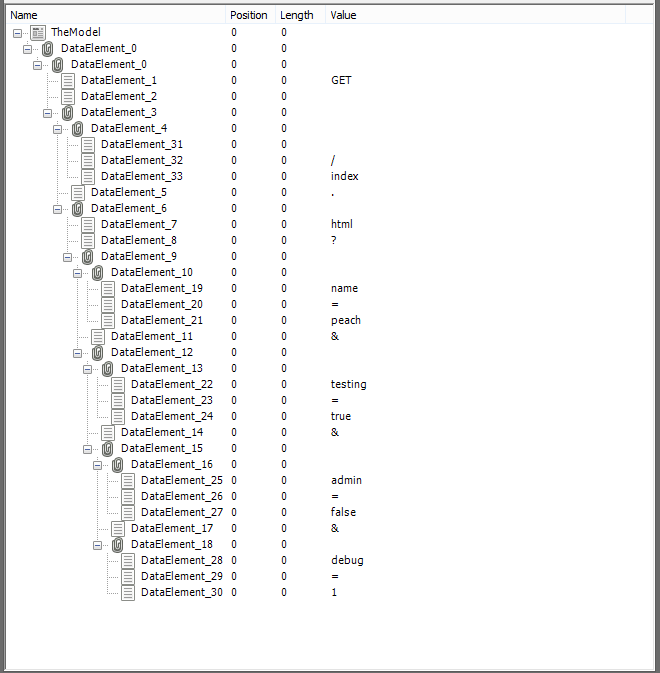 Name Position Length Value
TheModel 0 0
DataElement_0 0 0
DataElement_0 0 0
DataElement_1 0 0 GET
DataElement_2 0 0
DataElement_3 0 0
DataElement_4 0 0
DataElement_31 0 0
DataElement_32 0 0 /
DataElement_33 0 0 index
DataElement_5 0 0 .
DataElement_6 0 0
DataElement_7 0 0 html
DataElement_8 0 0 ?
DataElement_9 0 0
DataElement_10 0 0
DataElement_19 0 0 name
DataElement_20 0 0 =
DataElement_21 0 0 peach
DataElement_11 0 0 &
DataElement_12 0 0
DataElement_13 0 0
DataElement_22 0 0 testing
DataElement_23 0 0 =
DataElement_24 0 0 true
DataElement_14 0 0 &
DataElement_15 0 0
DataElement_16 0 0
DataElement_25 0 0 admin
DataElement_26 0 0 =
DataElement_27 0 0 false
DataElement_17 0 0 &
DataElement_18 0 0
DataElement_28 0 0 debug
DataElement_29 0 0 =
DataElement_30 0 0 1